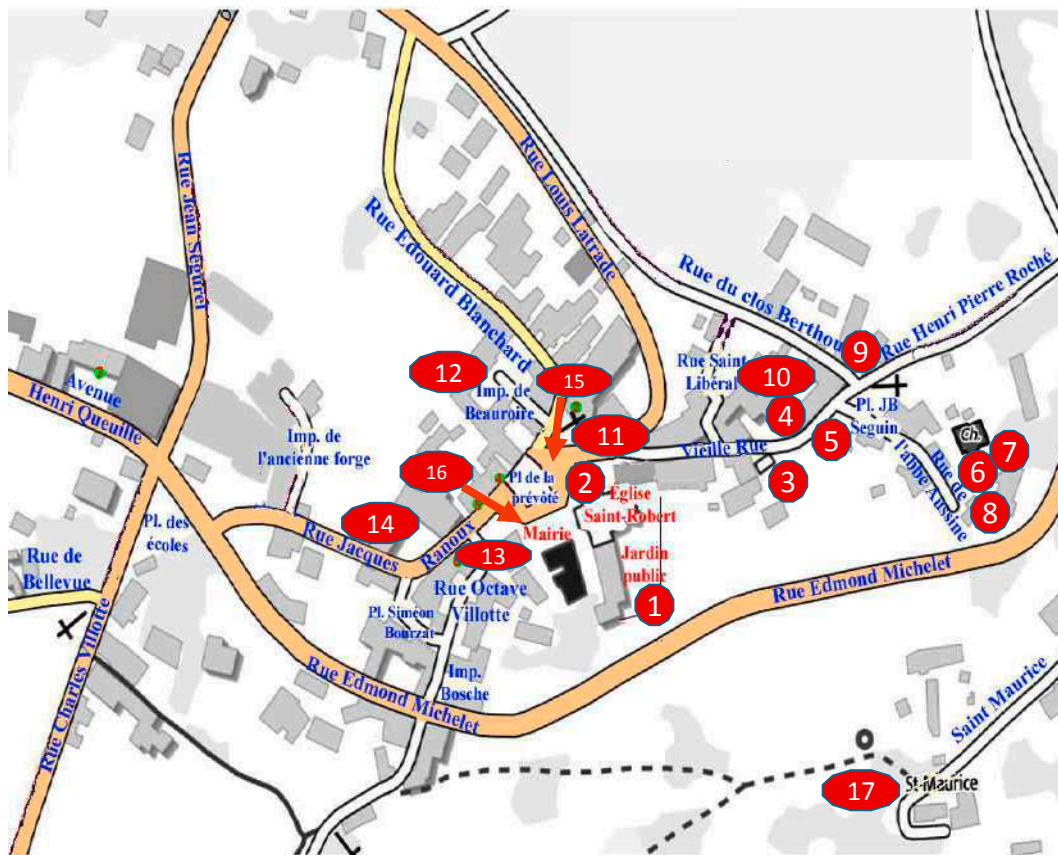 Rue Jean Ségurel
Rue Edouard Blanchard
Rue Louis Latrade
Rue du clos Berthou
Rue Henri Pierre Roché
9
Avenue
Henri Queuille
12
Imp. de
Beauroire
15
Rue Saint
Libéral
10
4
Pl. JB
Seguin
5
11
Vieille Rue
Ch.
7
6
Rue de
l'abbé Aussine
8
3
Imp. de
l'ancienne forge
16
Pl de la
prévôté
2
Eglise
Saint-Robert
14
Mairie
Rue Jacques
Ranoux
13
Jardin
public
1
Pl. des
écoles
Rue de
Bellevue
Rue Octave
Villotte
Pl. Siméon
Bourzat
Rue Edmond Michelet
Rue Charles Villotte
Rue Edmond Michelet
Imp.
Bosche
Saint Maurice
17
St-Maurice